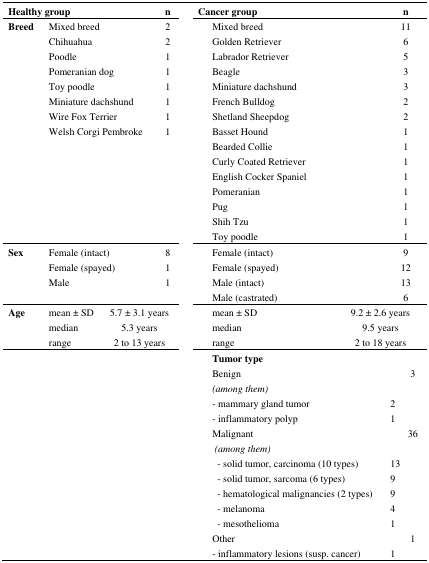 Healthy group n Cancer group n
Breed Mixed breed 2 Mixed breed 11
Chihuahua 2 Golden Retriever 6
Poodle 1 Labrador Retriever 5
Pomeranian dog 1 Beagle 3
Toy poodle 1 Miniature dachshund 3
Miniature dachshund 1 French Bulldog 2
Wire Fox Terrier 1 Shetland Sheepdog 2
Welsh Corgi Pembroke 1 Basset Hound 1
Bearded Collie 1
Curly Coated Retriever 1
English Cocker Spaniel 1
Pomeranian 1
Pug 1
Shih Tzu 1
Toy poodle 1
Sex Female (intact) 8 Female (intact) 9
Female (spayed) 1 Female (spayed) 12
Male 1 Male (intact) 13
Male (castrated) 6
Age mean ± SD 5.7 ± 3.1 years mean ± SD 9.2 ± 2.6 years
median 5.3 years median 9.5 years
range 2 to 13 years range 2 to 18 years
Tumor type
Benign 3
(among them)
- mammary gland tumor 2
- inflammatory polyp 1
Malignant 36
(among them)
- solid tumor, carcinoma (10 types) 13
- solid tumor, sarcoma (6 types) 9
- hematological malignancies (2 types) 9
- melanoma 4
- mesothelioma 1
Other 1
- inflammatory lesions (susp. cancer) 1